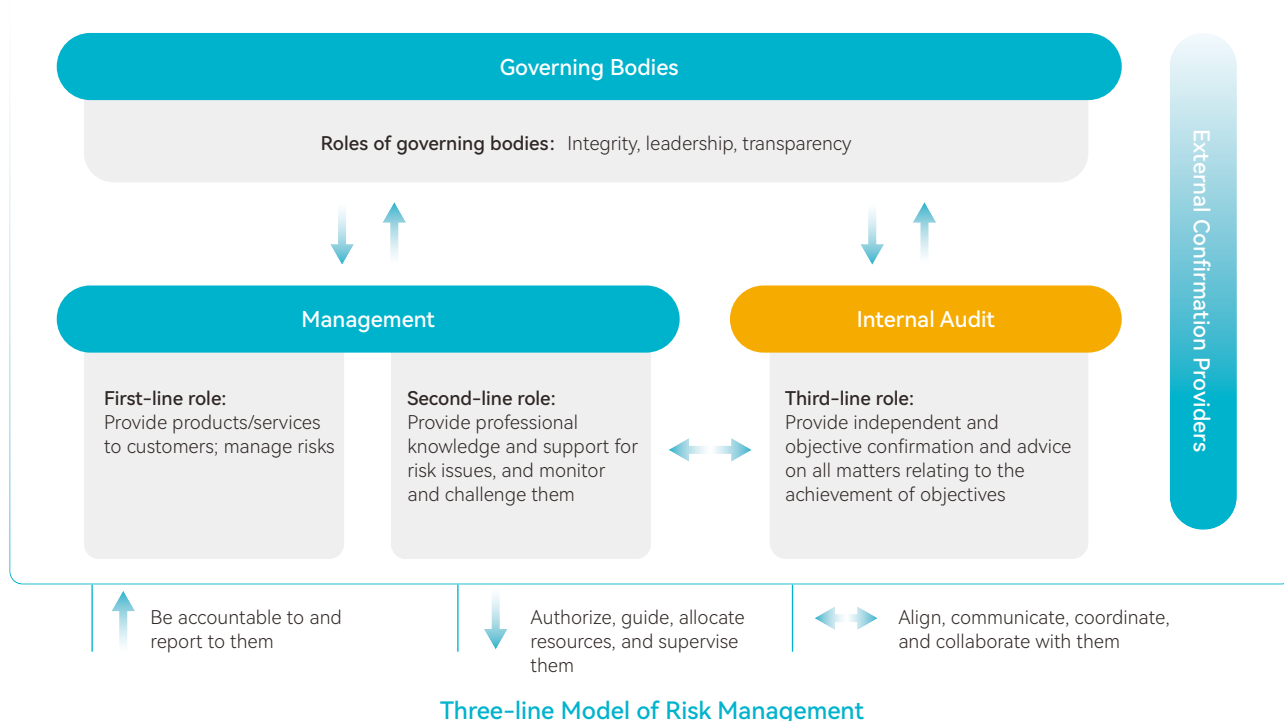 Governing Bodies
Roles of governing bodies: Integrity, leadership, transparency
External Confirmation Providers
Management
Internal Audit
First-line role:
Provide products/services
to customers; manage risks
Second-line role:
Provide professional
knowledge and support for
risk issues, and monitor
and challenge them
Third-line role:
Provide independent and
objective confirmation and advice
on all matters relating to the
achievement of objectives
Be accountable to and
report to them
Authorize, guide, allocate
resources, and supervise
them
Align, communicate, coordinate,
and collaborate with them
Three-line Model of Risk Management